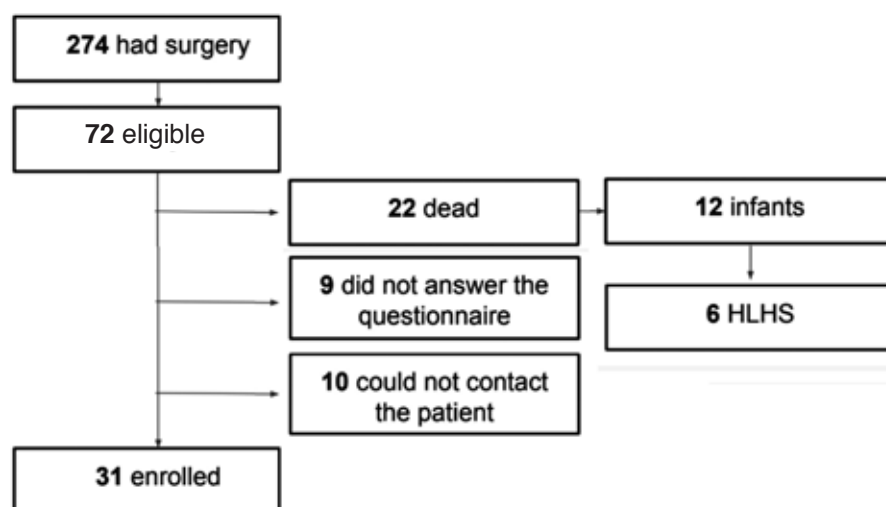 274 had surgery
72 eligible
22 dead
12 infants
9 did not answer the
questionnaire
6 HLHS
10 could not contact
the patient
31 enrolled